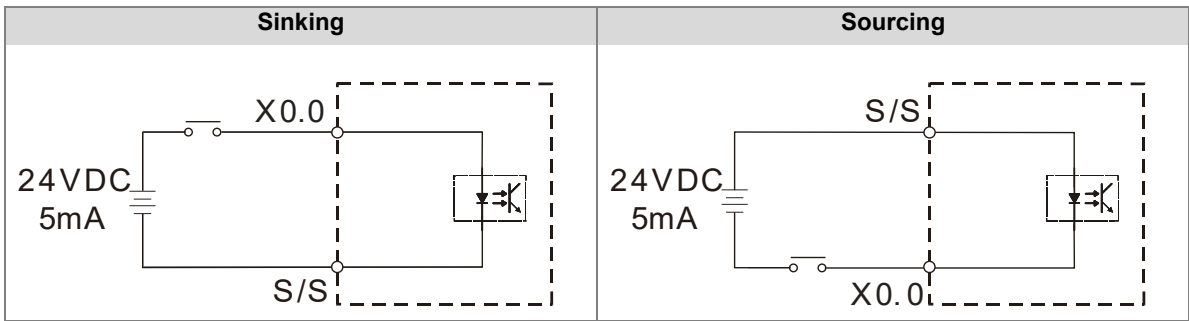 Sinking
Sourcing
X0.0
24VDC
5mA
S/S
S/S
24VDC
5mA
X0.0